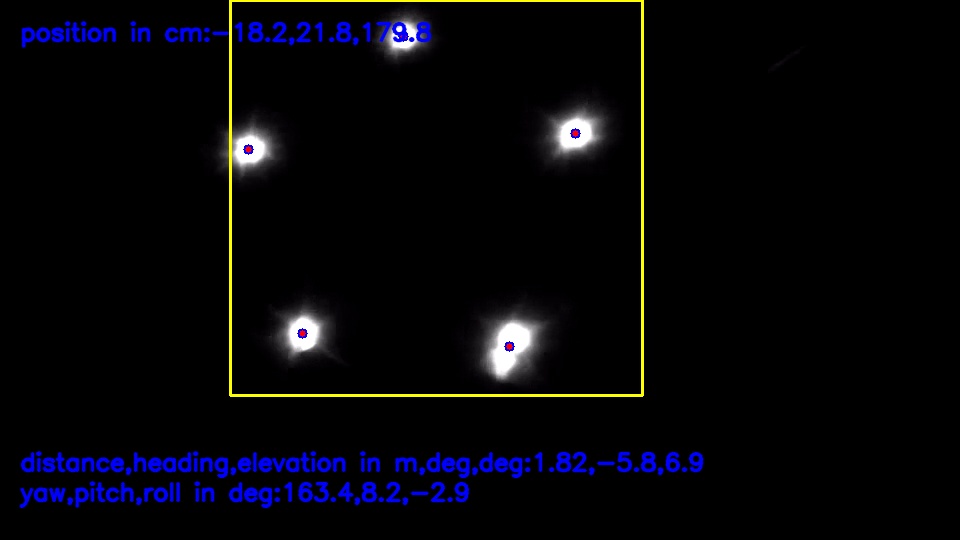 position in cm:-18.2,21.8,179.8
distance,heading,elevation in m,deg,deg:1.82,-5.8,6.9
yaw,pitch,roll in deg:163.4,8.2,-2.9